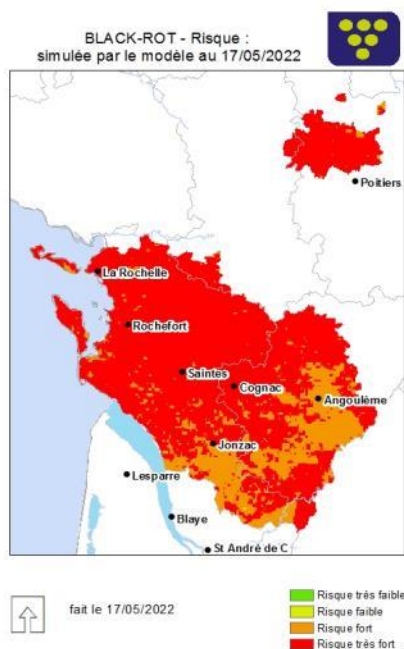 BLACK-ROT - Risque :
simulée par le modèle au 17/05/2022
Poitiers
La Rochelle
Rochefort
Saintes
Cognac
Angoulême
Jonzac
Lesparre
Blaye
St André de C
fait le 17/05/2022
Risque très faible
Risque faible
Risque fort
Risque très fort